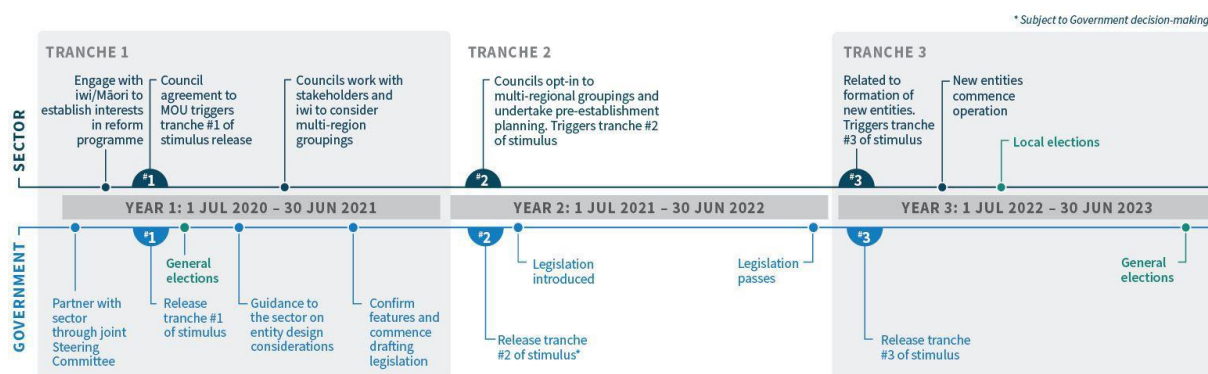 * Subject to Government decision-making
TRANCHE 1
TRANCHE 2
TRANCHE 3
SECTOR
Engage with
iwi/Māori to
establish interests
in reform
programme
Council
agreement to
MOU triggers
tranche #1 of
stimulus release
Councils work with
stakeholders and
iwi to consider
multi-region
groupings
Councils opt-in to
multi-regional groupings and
undertake pre-establishment
planning. Triggers tranche #2
of stimulus
Related to
formation of
new entities.
Triggers tranche
#3 of stimulus
New entities
commence
operation
Local elections
#1
#2
#3
YEAR 1: 1 JUL 2020 – 30 JUN 2021
YEAR 2: 1 JUL 2021 – 30 JUN 2022
YEAR 3: 1 JUL 2022 – 30 JUN 2023
GOVERNMENT
#1
#2
#3
Partner with
sector
through joint
Steering
Committee
Release
tranche #1
of stimulus
General
elections
Guidance to
the sector on
entity design
considerations
Confirm
features and
commence
drafting
legislation
Release tranche
#2 of stimulus*
Legislation
introduced
Legislation
passes
Release tranche
#3 of stimulus
General
elections